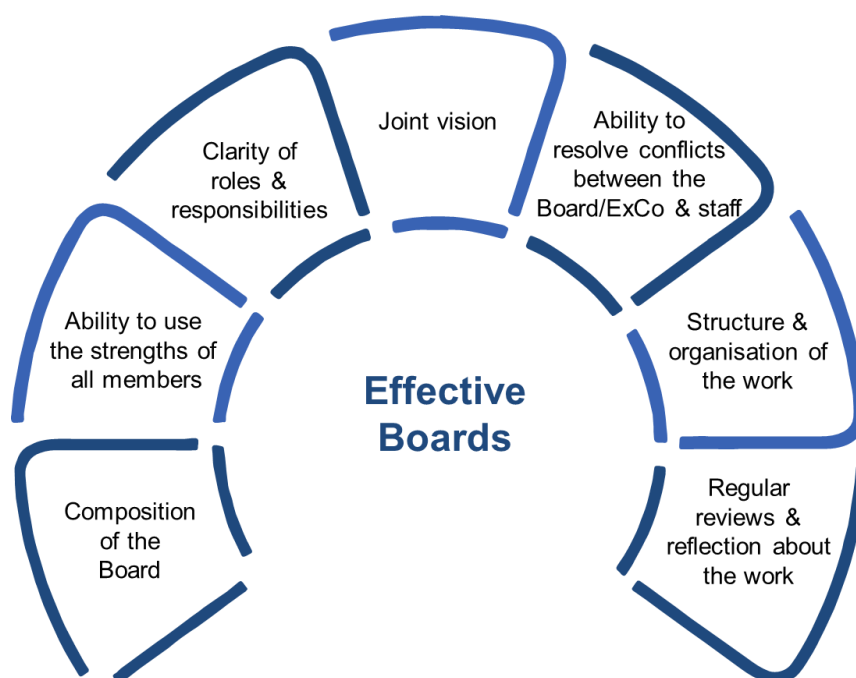 Joint vision
Ability to
resolve conflicts
between the
Board/ExCo & staff
Clarity of
roles &
responsibilities
Ability to use
the strengths of
all members
Structure &
organisation of
the work
Effective
Boards
Composition
of the
Board
Regular
reviews &
reflection about
the work